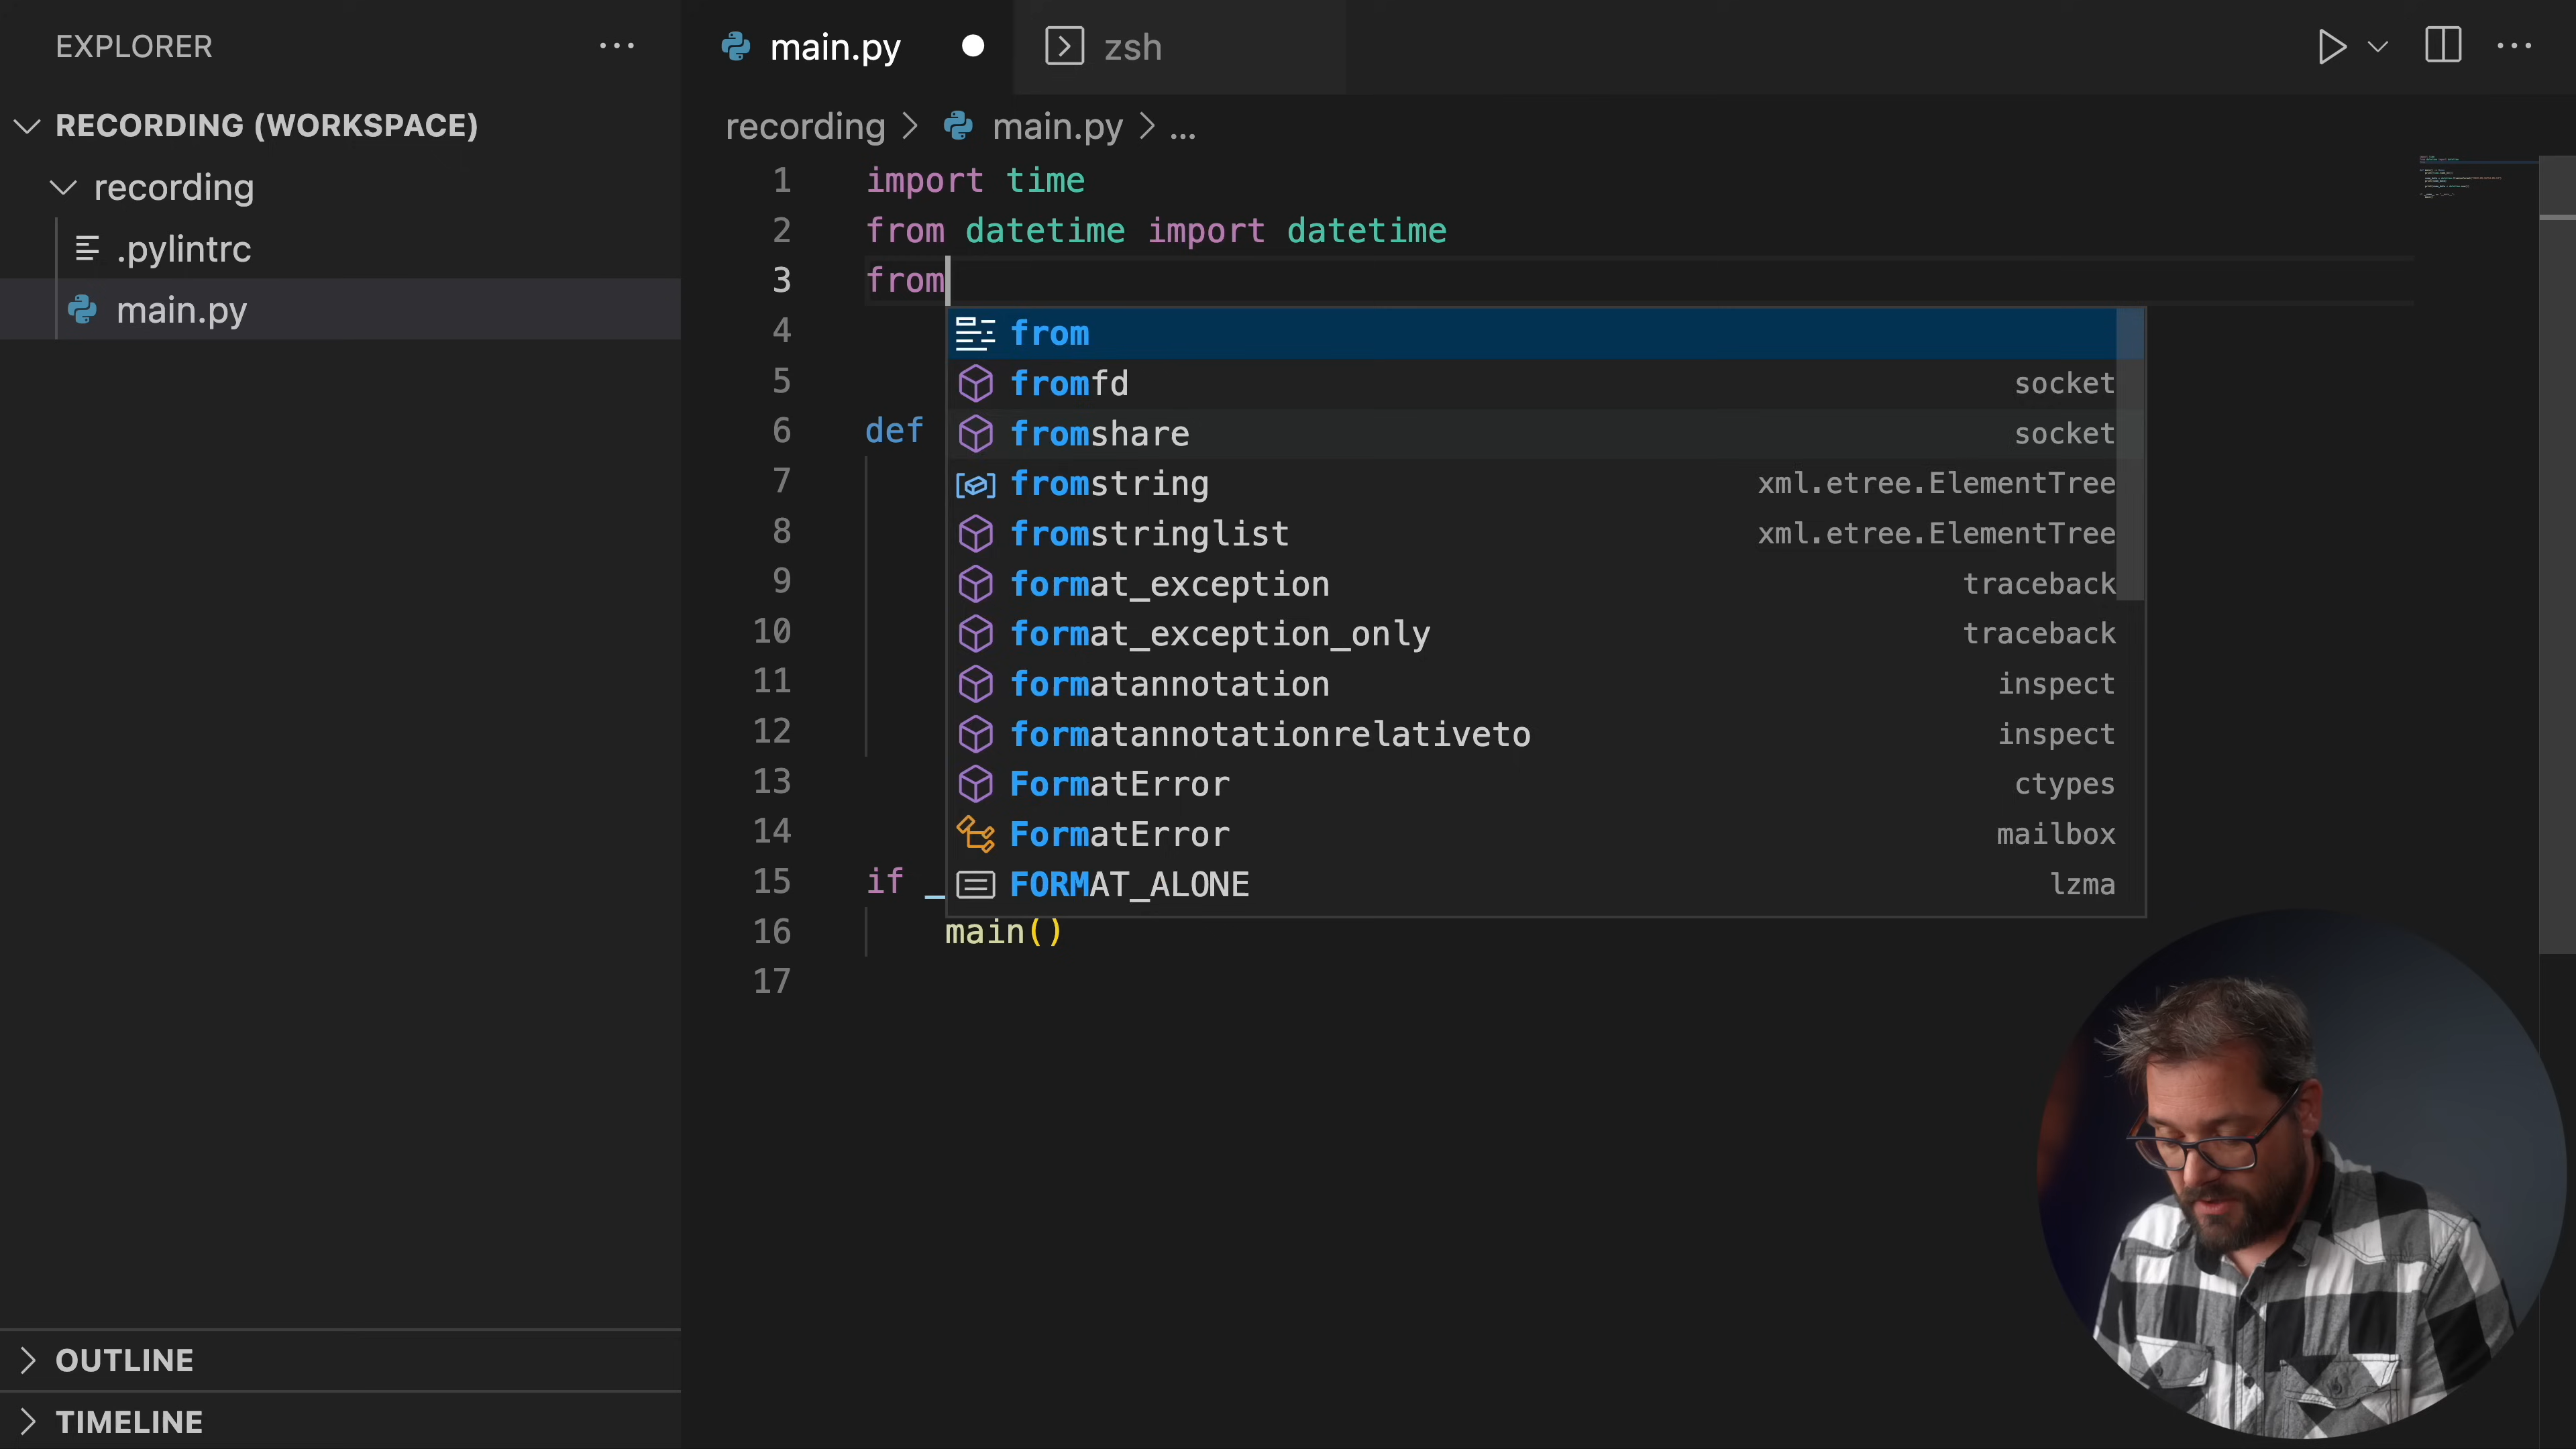 EXPLORER
RECORDING (WORKSPACE)
recording
.pylintrc
main.py
OUTLINE
TIMELINE
main.py
zsh
recording > main.py > ...
1 import time
2 from datetime import datetime
3 from
4
5
6 def
7
8
9
10
11
12
13
14
15 if _
16 main()
17
from
fromfd socket
fromshare socket
fromstring xml.etree.ElementTree
fromstringlist xml.etree.ElementTree
format_exception traceback
format_exception_only traceback
formatannotation inspect
formatannotationrelativeto inspect
FormatError ctypes
FormatError mailbox
FORMAT_ALONE lzma